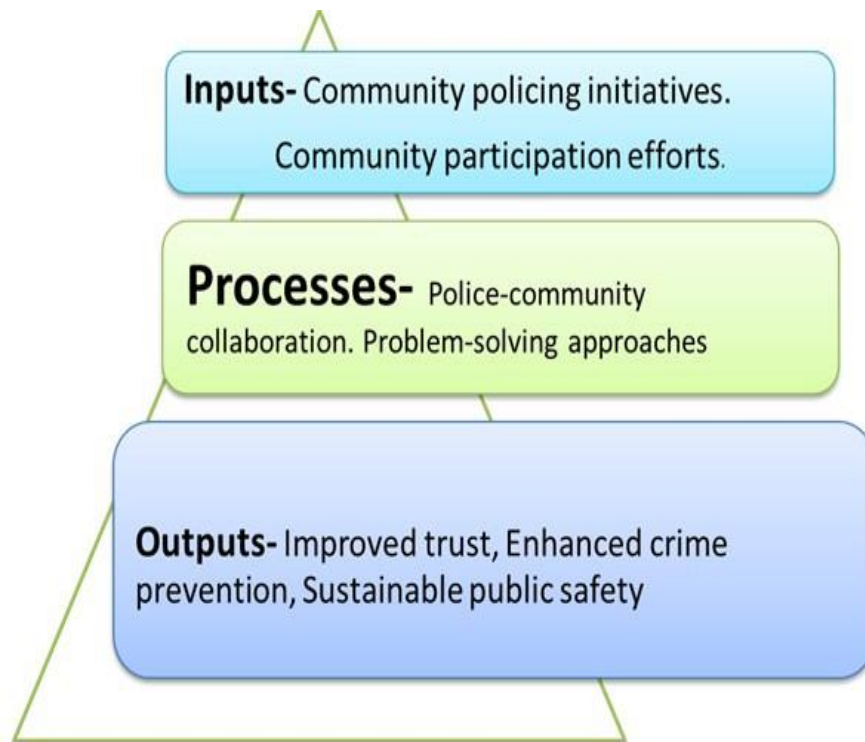 Inputs- Community policing initiatives.
Community participation efforts.
Processes- Police-community
collaboration. Problem-solving approaches
Outputs- Improved trust, Enhanced crime
prevention, Sustainable public safety